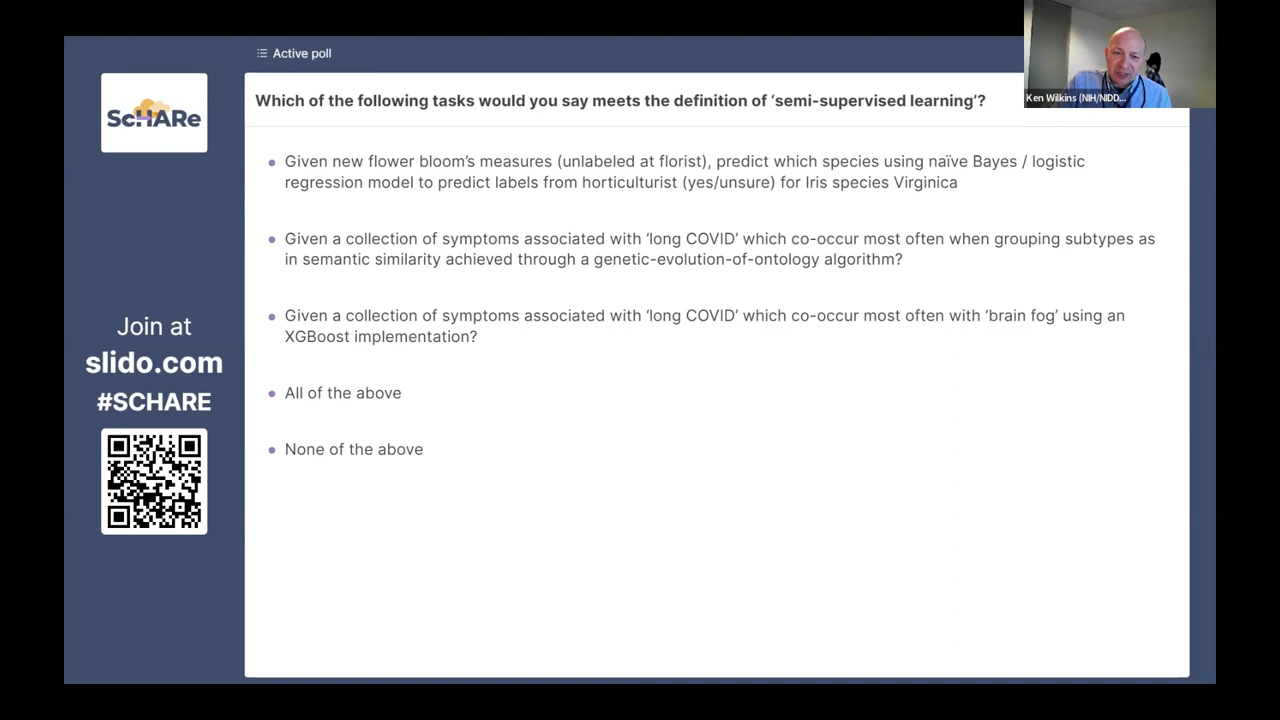 Active poll
ScHARe
Which of the following tasks would you say meets the definition of ‘semi-supervised learning’?
Ken Wilkins (NIH/NIDD...
Given new flower bloom’s measures (unlabeled at florist), predict which species using naïve Bayes / logistic
regression model to predict labels from horticulturist (yes/unsure) for Iris species Virginica
Given a collection of symptoms associated with ‘long COVID’ which co-occur most often when grouping subtypes as
in semantic similarity achieved through a genetic-evolution-of-ontology algorithm?
Given a collection of symptoms associated with ‘long COVID’ which co-occur most often with ‘brain fog’ using an
XGBoost implementation?
All of the above
None of the above
Join at
slido.com
#SCHARE